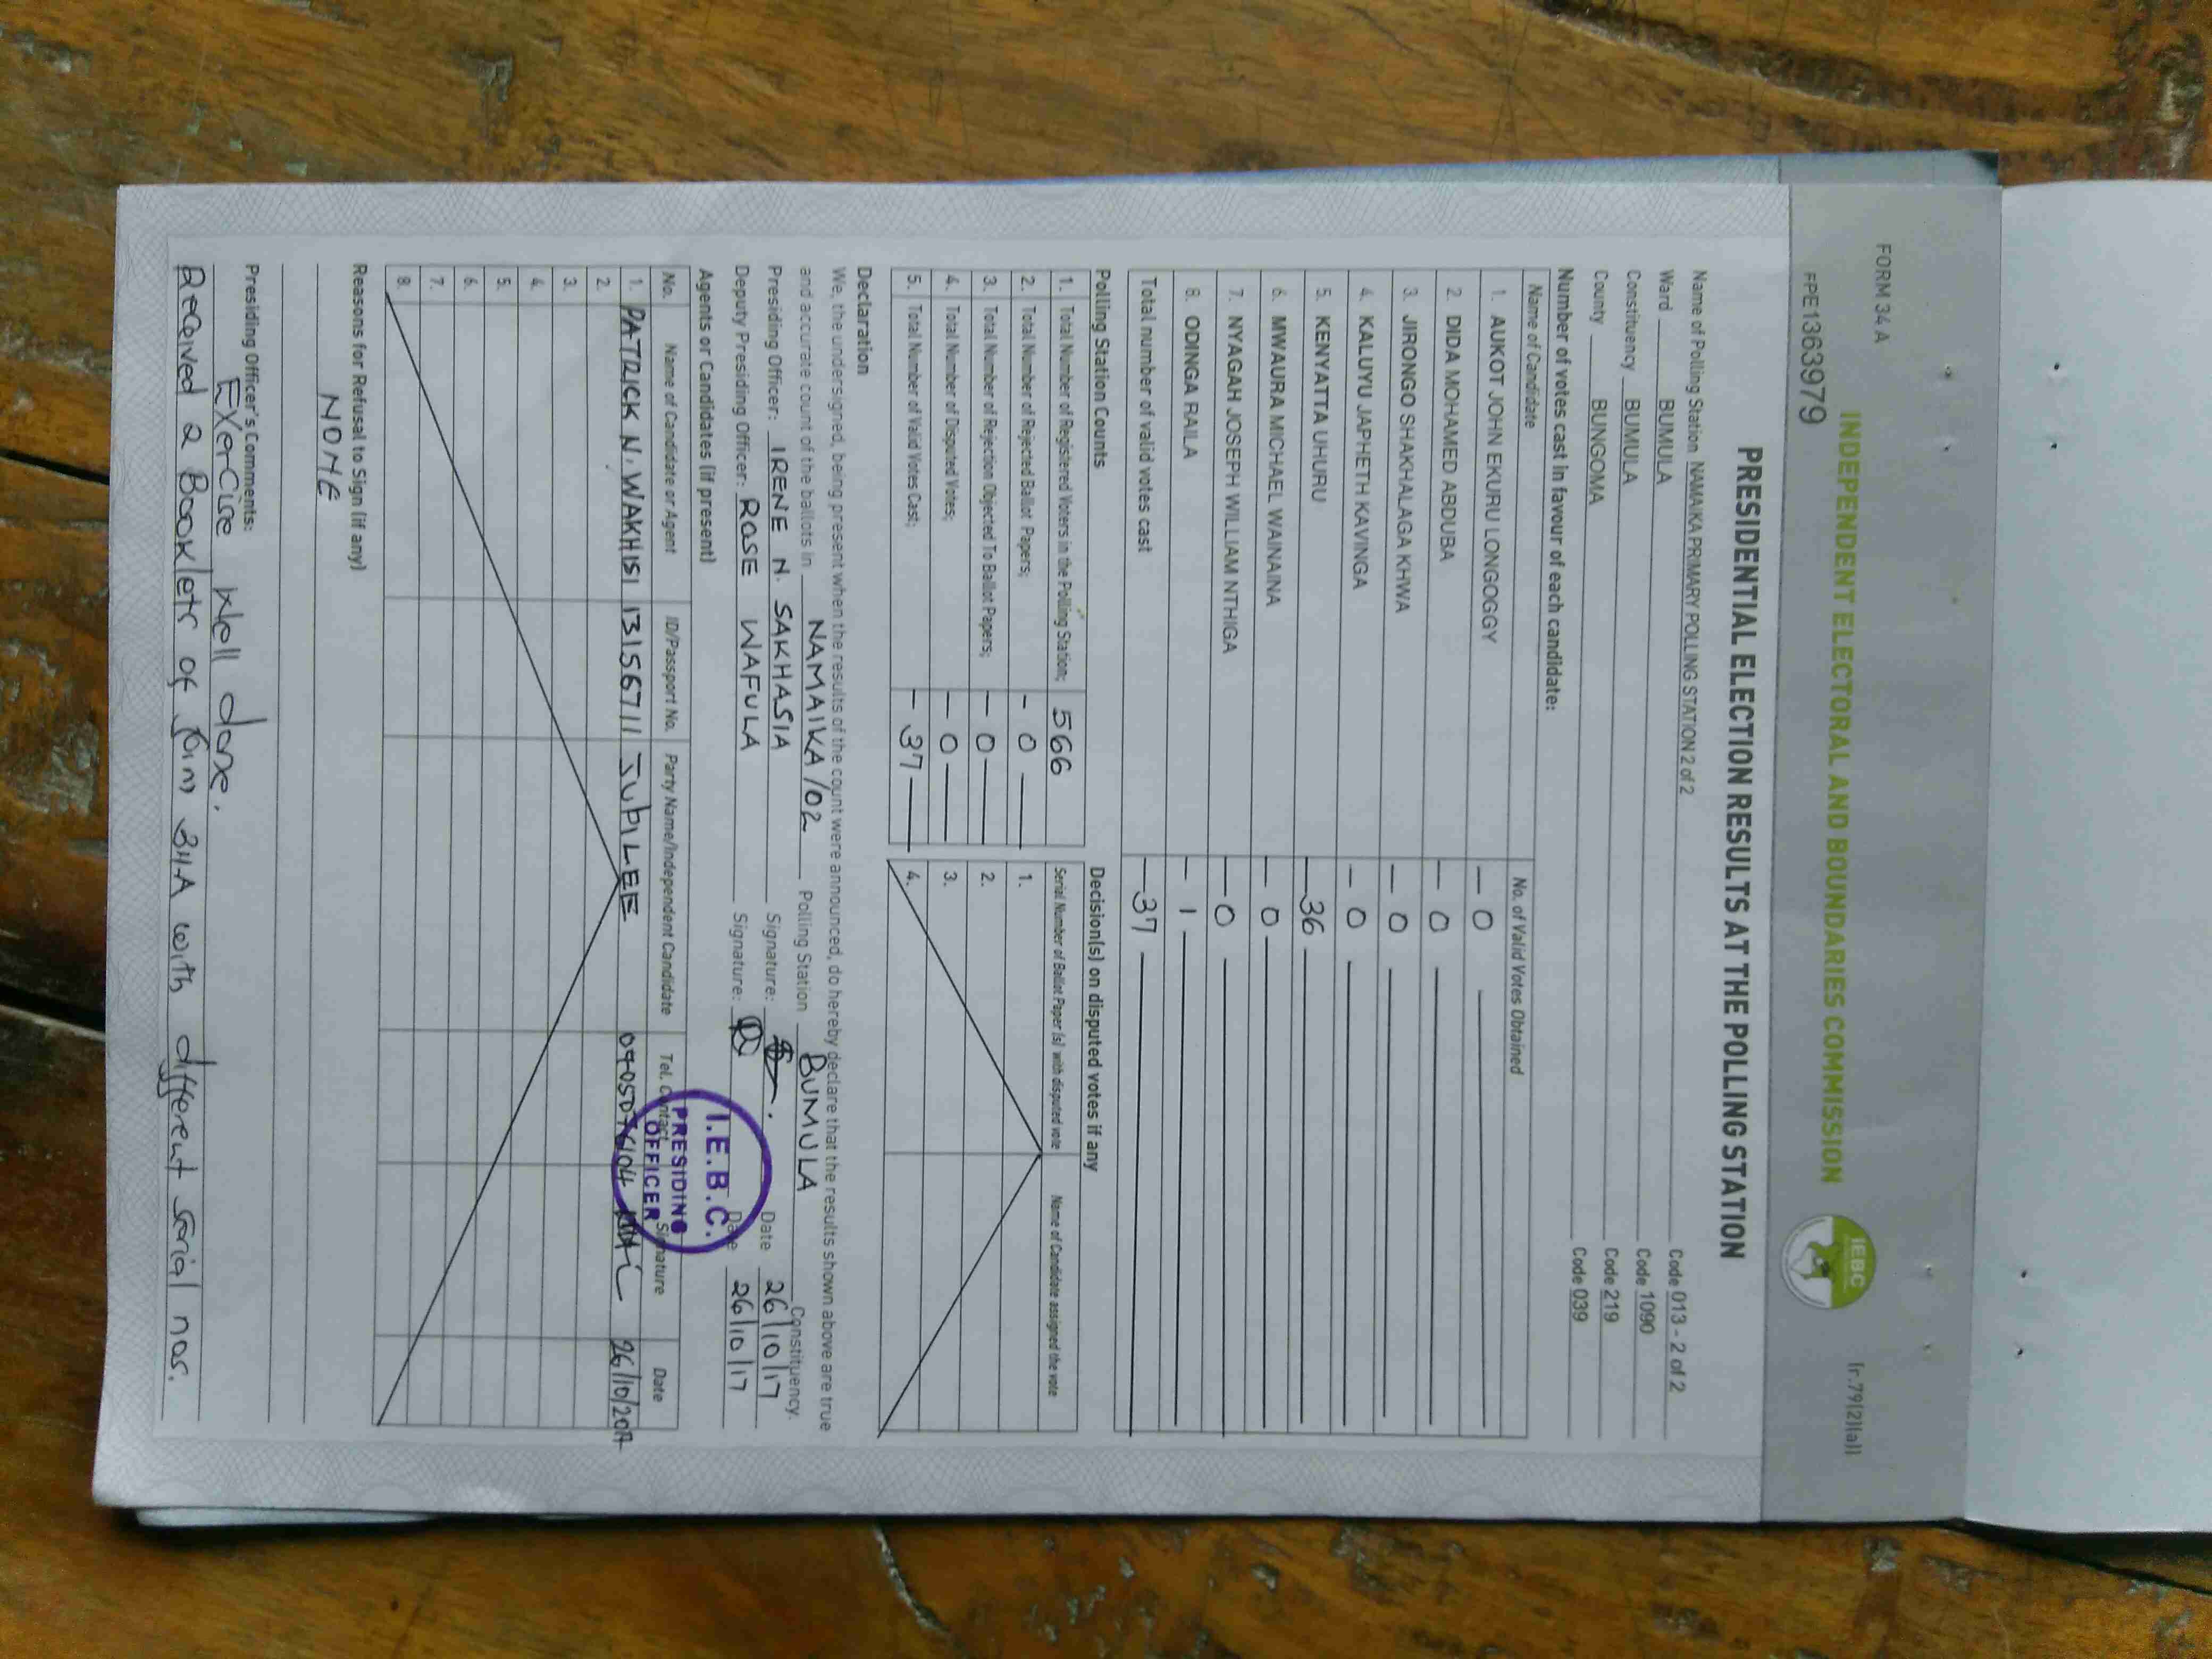 FORM 34 A
(r.79(2)(a))
FPE1363979
INDEPENDENT ELECTORAL AND BOUNDARIES COMMISSION
IEBC
PRESIDENTIAL ELECTION RESULTS AT THE POLLING STATION
Name of Polling Station NAMAIKA PRIMARY POLLING STATION 2 of 2 Code 013 - 2 of 2
Ward BUMULA Code 1090
Constituency BUMULA Code 219
County BUNGOMA Code 039
Number of votes cast in favour of each candidate:
Name of Candidate No. of Valid Votes Obtained
1. AUKOT JOHN EKURU LONGOGGY — 0 —
2. DIDA MOHAMED ABDUBA — 0 —
3. JIRONGO SHAKHALAGA KHWA — 0 —
4. KALUYU JAPHETH KAVINGA — 0 —
5. KENYATTA UHURU — 36 —
6. MWAURA MICHAEL WAINAINA — 0 —
7. NYAGAH JOSEPH WILLIAM NTHIGA — 0 —
8. ODINGA RAILA — 1 —
Total number of valid votes cast — 37 —
Polling Station Counts Decision(s) on disputed votes if any
1. Total Number of Registered Voters in the Polling Station; 566 Serial Number of Ballot Paper (s) with disputed vote Name of Candidate assigned the vote
2. Total Number of Rejected Ballot Papers; — 0 — 1.
3. Total Number of Rejection Objected To Ballot Papers; — 0 — 2.
4. Total Number of Disputed Votes; — 0 — 3.
5. Total Number of Valid Votes Cast; — 37 — 4.
Declaration
We, the undersigned, being present when the results of the count were announced, do hereby declare that the results shown above are true
and accurate count of the ballots in NAMAIKA /02 Polling Station BUMULA Constituency.
Presiding Officer: IRENE N. SAKHASIA Signature: Date 26/10/17
Deputy Presiding Officer: ROSE WAFULA Signature: Date 26/10/17
I.E.B.C.
PRESIDING
OFFICER
Agents or Candidates (if present)
No. Name of Candidate or Agent ID/Passport No. Party Name/Independent Candidate Tel. Contact Signature Date
1. PATRICK N. WAKHISI JUBILEE 26/10/2017
2.
3.
4.
5.
6.
7.
8.
Reasons for Refusal to Sign (if any)
NONE
Presiding Officer's Comments:
EXerCise well done.
Received 2 Booklets of form 34A with different serial nos.